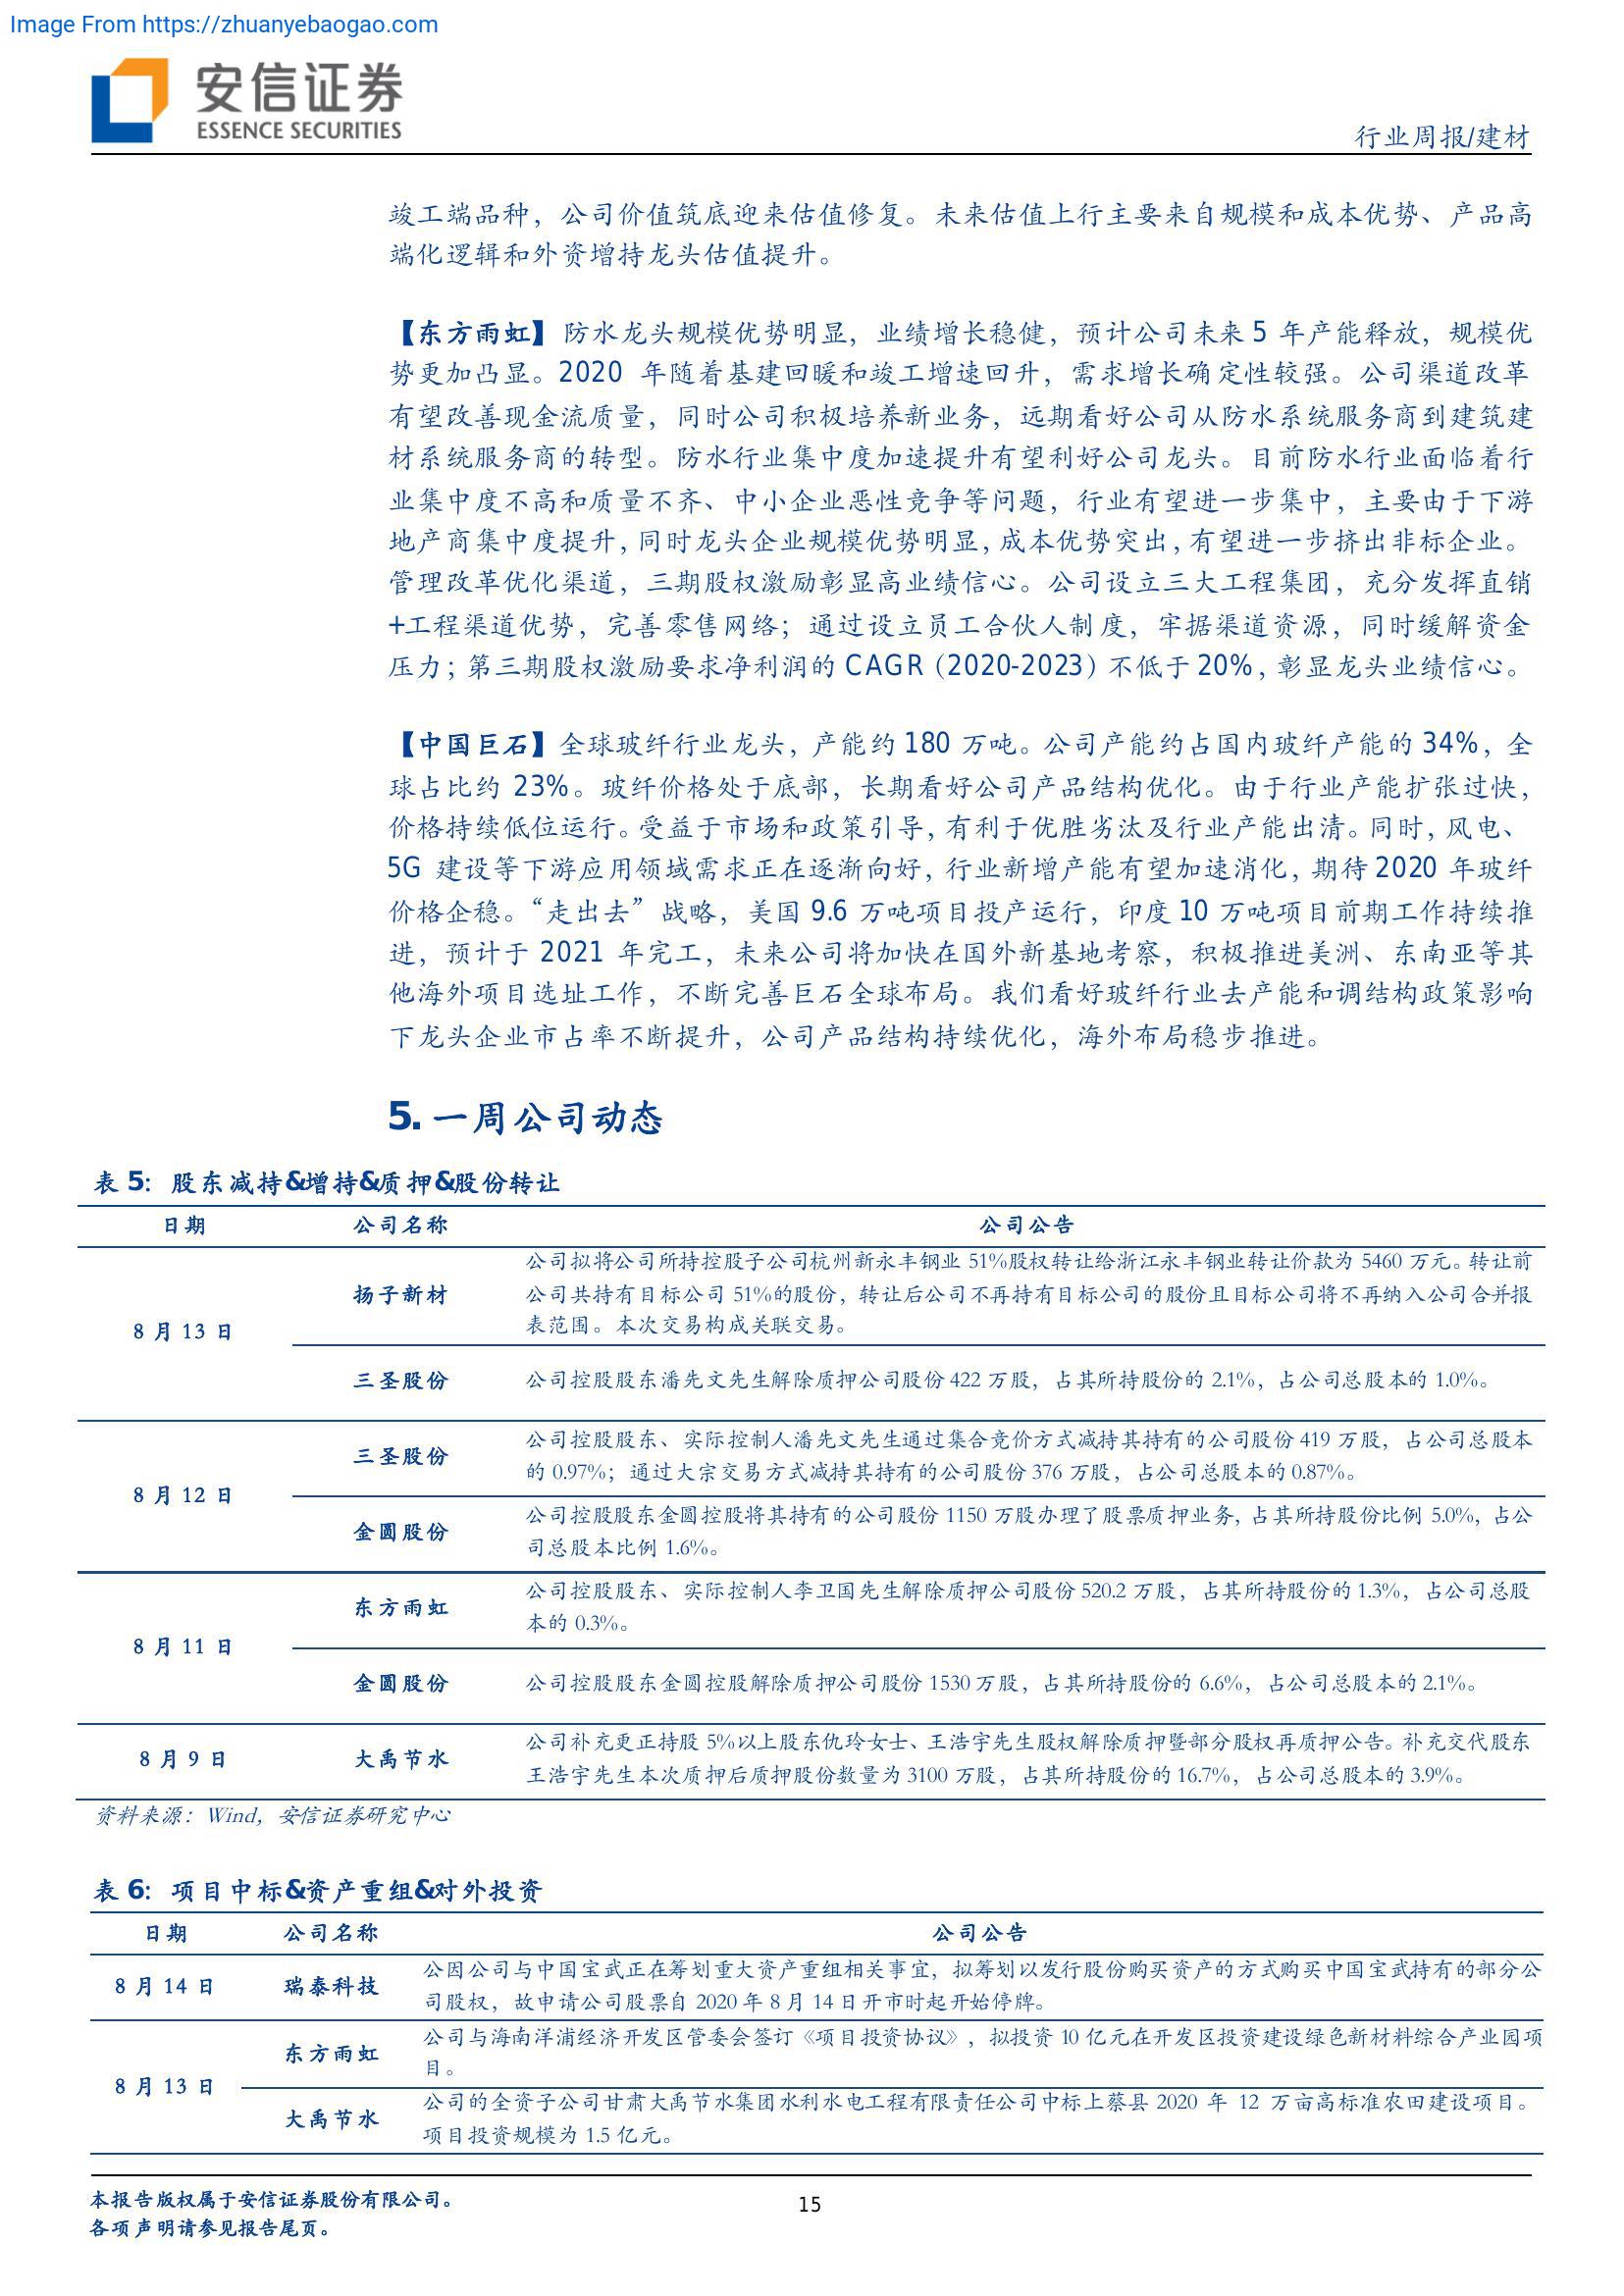 Image From https://zhuanyebaogao.com
安信证券
ESSENCE SECURITIES
行业周报/建材
竣工端品种，公司价值筑底迎来估值修复。未来估值上行主要来自规模和成本优势、产品高
端化逻辑和外资增持龙头估值提升。
【东方雨虹】防水龙头规模优势明显，业绩增长稳健，预计公司未来 5 年产能释放，规模优
势更加凸显。2020 年随着基建回暖和竣工增速回升，需求增长确定性较强。公司渠道改革
有望改善现金流质量，同时公司积极培养新业务，远期看好公司从防水系统服务商到建筑建
材系统服务商的转型。防水行业集中度加速提升有望利好公司龙头。目前防水行业面临着行
业集中度不高和质量不齐、中小企业恶性竞争等问题，行业有望进一步集中，主要由于下游
地产商集中度提升，同时龙头企业规模优势明显，成本优势突出，有望进一步挤出非标企业。
管理改革优化渠道，三期股权激励彰显高业绩信心。公司设立三大工程集团，充分发挥直销
+工程渠道优势，完善零售网络；通过设立员工合伙人制度，牢据渠道资源，同时缓解资金
压力；第三期股权激励要求净利润的 CAGR（2020-2023）不低于 20%，彰显龙头业绩信心。
【中国巨石】全球玻纤行业龙头，产能约 180 万吨。公司产能约占国内玻纤产能的 34%，全
球占比约 23%。玻纤价格处于底部，长期看好公司产品结构优化。由于行业产能扩张过快，
价格持续低位运行。受益于市场和政策引导，有利于优胜劣汰及行业产能出清。同时，风电、
5G 建设等下游应用领域需求正在逐渐向好，行业新增产能有望加速消化，期待 2020 年玻纤
价格企稳。“走出去”战略，美国 9.6 万吨项目投产运行，印度 10 万吨项目前期工作持续推
进，预计于 2021 年完工，未来公司将加快在国外新基地考察，积极推进美洲、东南亚等其
他海外项目选址工作，不断完善巨石全球布局。我们看好玻纤行业去产能和调结构政策影响
下龙头企业市占率不断提升，公司产品结构持续优化，海外布局稳步推进。
5. 一周公司动态
表 5：股东减持&增持&质押&股份转让
日期 公司名称 公司公告
8 月 13 日
扬子新材
公司拟将公司所持控股子公司杭州新永丰钢业 51%股权转让给浙江永丰钢业转让价款为 5460 万元。转让前
公司共持有目标公司 51%的股份，转让后公司不再持有目标公司的股份且目标公司将不再纳入公司合并报
表范围。本次交易构成关联交易。
三圣股份 公司控股股东潘先文先生解除质押公司股份 422 万股，占其所持股份的 2.1%，占公司总股本的 1.0%。
8 月 12 日
三圣股份
公司控股股东、实际控制人潘先文先生通过集合竞价方式减持其持有的公司股份 419 万股，占公司总股本
的 0.97%；通过大宗交易方式减持其持有的公司股份 376 万股，占公司总股本的 0.87%。
金圆股份
公司控股股东金圆控股将其持有的公司股份 1150 万股办理了股票质押业务，占其所持股份比例 5.0%，占公
司总股本比例 1.6%。
8 月 11 日
东方雨虹
公司控股股东、实际控制人李卫国先生解除质押公司股份 520.2 万股，占其所持股份的 1.3%，占公司总股
本的 0.3%。
金圆股份 公司控股股东金圆控股解除质押公司股份 1530 万股，占其所持股份的 6.6%，占公司总股本的 2.1%。
8 月 9 日 大禹节水
公司补充更正持股 5%以上股东仇玲女士、王浩宇先生股权解除质押暨部分股权再质押公告。补充交代股东
王浩宇先生本次质押后质押股份数量为 3100 万股，占其所持股份的 16.7%，占公司总股本的 3.9%。
资料来源：Wind，安信证券研究中心
表 6：项目中标&资产重组&对外投资
日期 公司名称 公司公告
8 月 14 日 瑞泰科技
公因公司与中国宝武正在筹划重大资产重组相关事宜，拟筹划以发行股份购买资产的方式购买中国宝武持有的部分公
司股权，故申请公司股票自 2020 年 8 月 14 日开市时起开始停牌。
8 月 13 日
东方雨虹
公司与海南洋浦经济开发区管委会签订《项目投资协议》，拟投资 10 亿元在开发区投资建设绿色新材料综合产业园项
目。
大禹节水
公司的全资子公司甘肃大禹节水集团水利水电工程有限责任公司中标上蔡县 2020 年 12 万亩高标准农田建设项目。
项目投资规模为 1.5 亿元。
本报告版权属于安信证券股份有限公司。
各项声明请参见报告尾页。
15